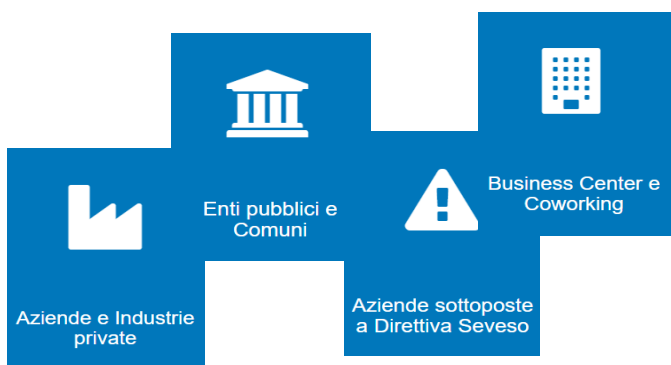 Aziende e Industrie
private
Enti pubblici e
Comuni
Aziende sottoposte
a Direttiva Seveso
Business Center e
Coworking